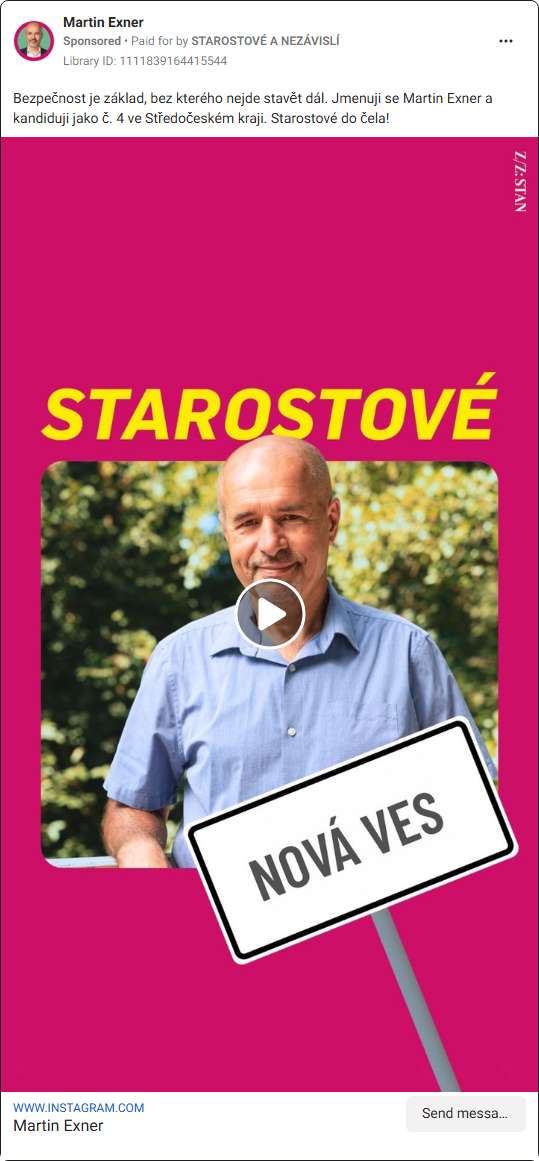 Martin Exner
Sponsored • Paid for by STAROSTOVÉ A NEZÁVISLÍ
Library ID: 1111839164415544
Bezpečnost je základ, bez kterého nejde stavět dál. Jmenuji se Martin Exner a
kandiduji jako č. 4 ve Středočeském kraji. Starostové do čela!
Z/Z:STAN
STAROSTOVÉ
NOVÁ VES
WWW.INSTAGRAM.COM
Martin Exner
Send messa...